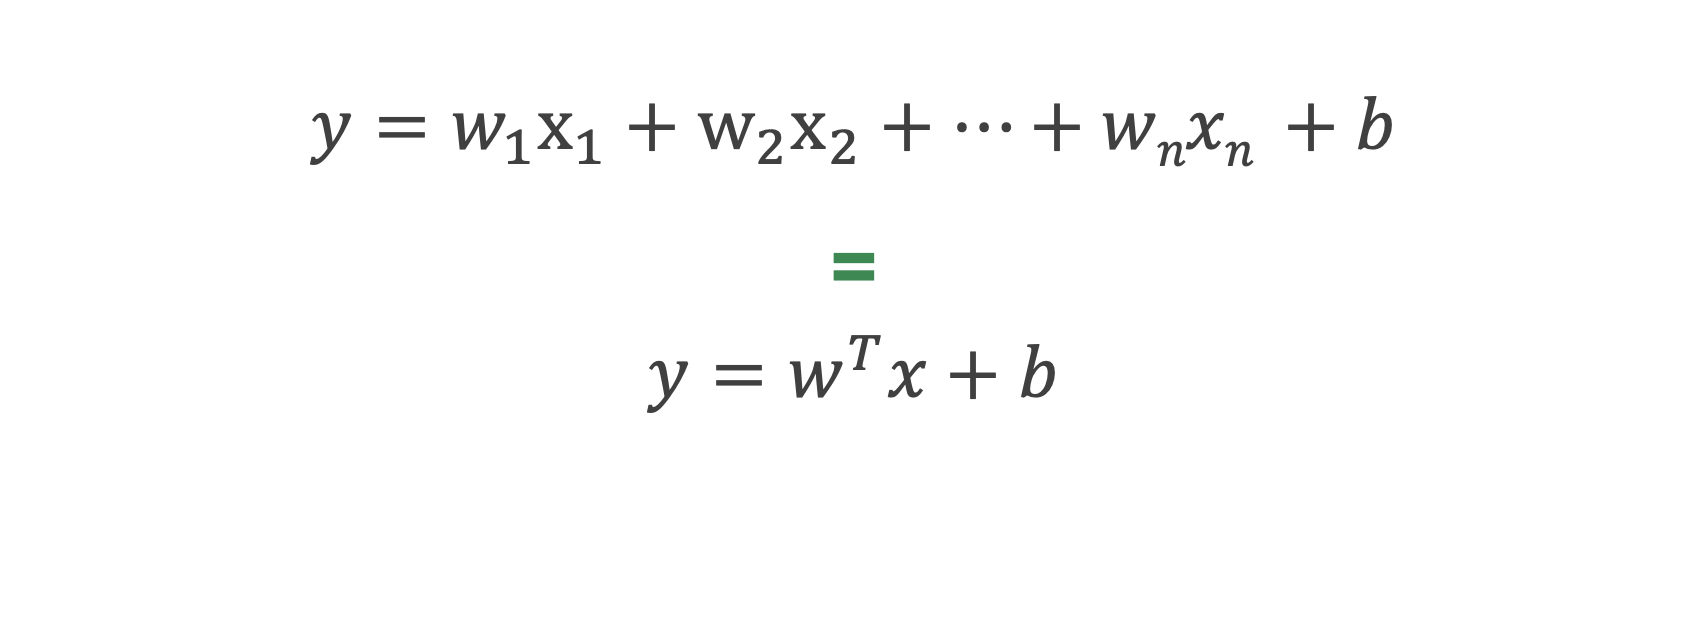 y = w₁x₁ + w₂x₂ + ⋯ + wₙxₙ + b
=
y = wᵀx + b